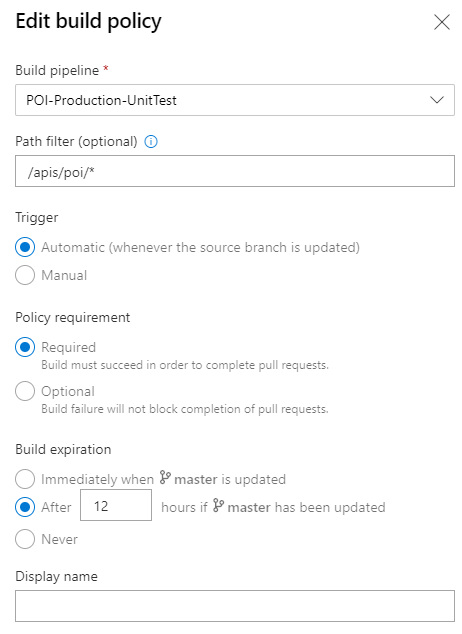 Edit build policy
Build pipeline *
POI-Production-UnitTest
Path filter (optional)
/apis/poi/*
Trigger
Automatic (whenever the source branch is updated)
Manual
Policy requirement
Required
Build must succeed in order to complete pull requests.
Optional
Build failure will not block completion of pull requests.
Build expiration
Immediately when master is updated
After 12 hours if master has been updated
Never
Display name